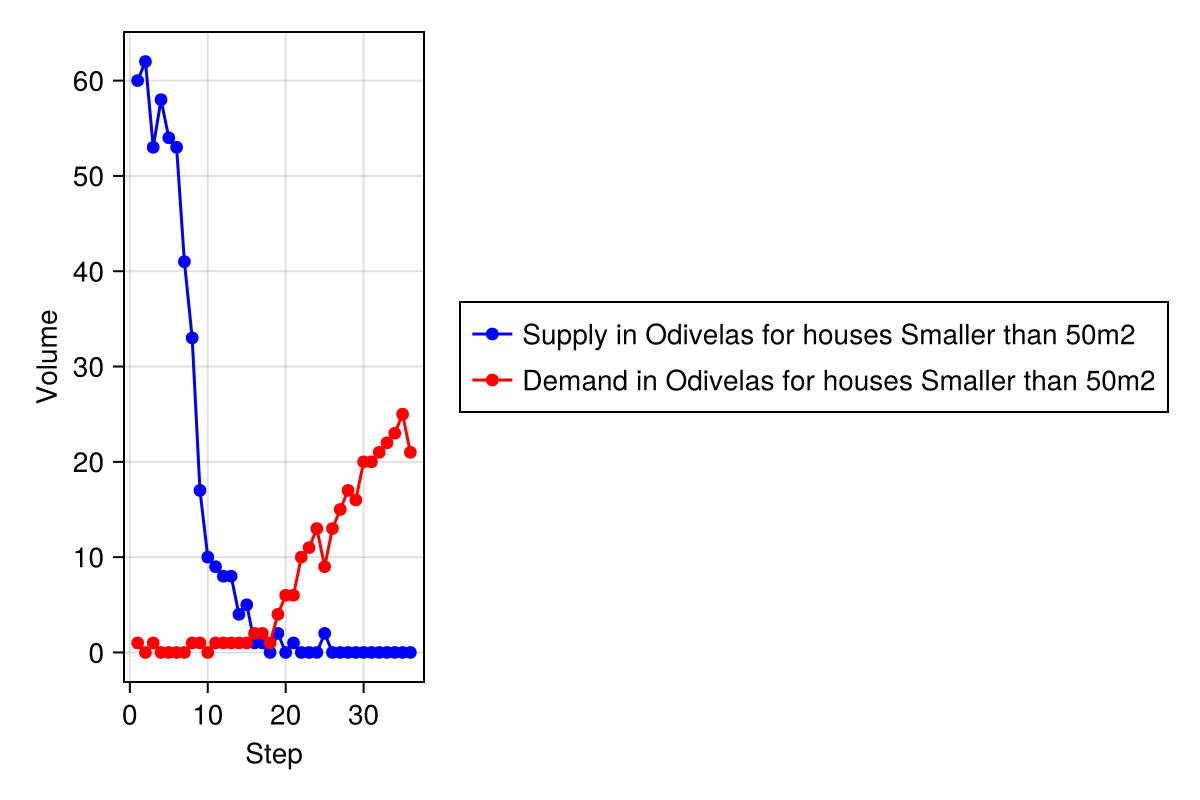 60
50
40
30
20
10
0
Volume
0 10 20 30
Step
Supply in Odivelas for houses Smaller than 50m2
Demand in Odivelas for houses Smaller than 50m2